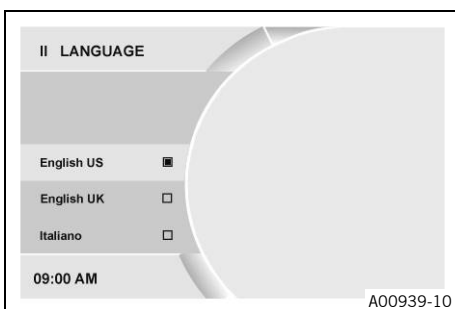 II LANGUAGE
English US
English UK
Italiano
09:00 AM
A00939-10